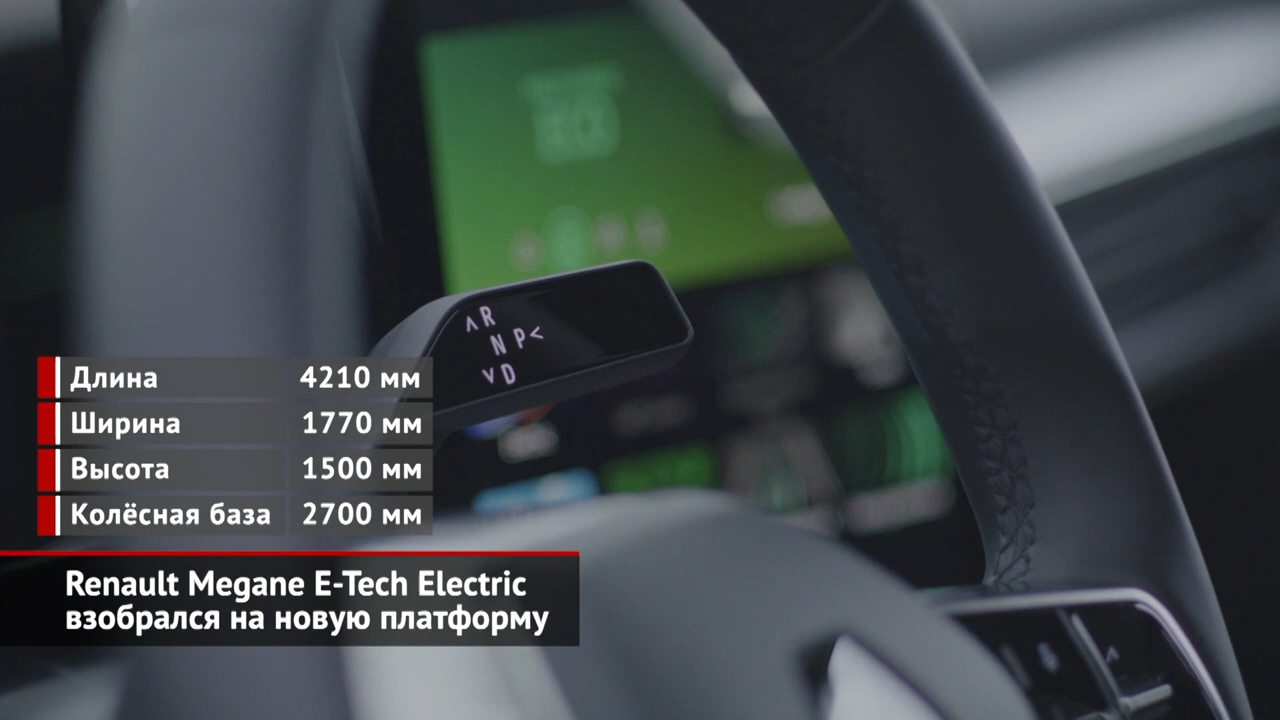 ^R
N P<
vD
Длина 4210 мм
Ширина 1770 мм
Высота 1500 мм
Колёсная база 2700 мм
Renault Megane E-Tech Electric
взобрался на новую платформу